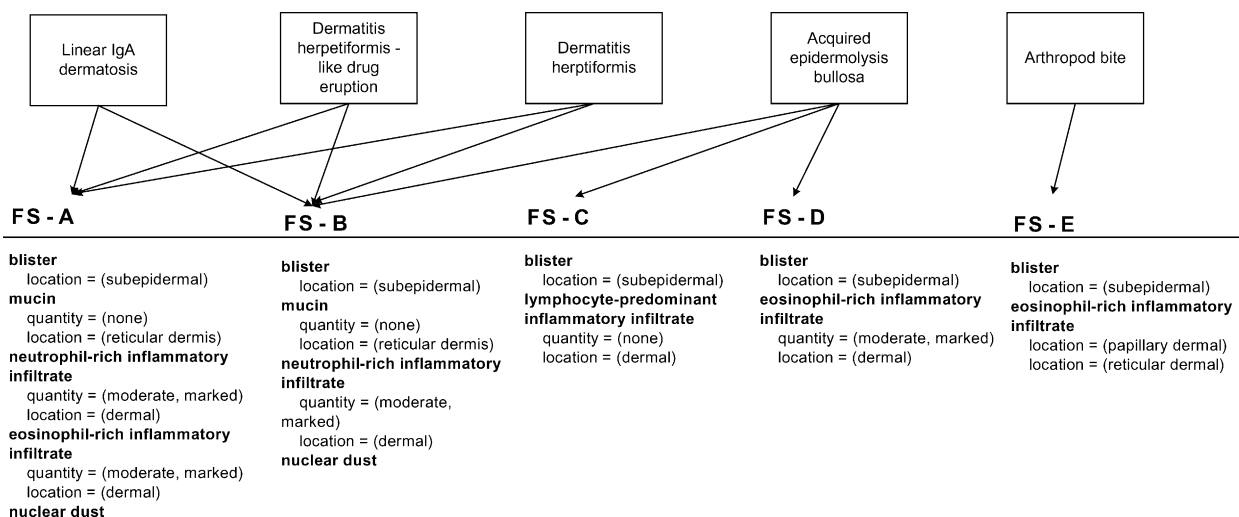 Linear IgA
dermatosis
Dermatitis
herpetiformis -
like drug
eruption
Dermatitis
herptiformis
Acquired
epidermolysis
bullosa
Arthropod bite
FS - A
blister
location = (subepidermal)
mucin
quantity = (none)
location = (reticular dermis)
neutrophil-rich inflammatory
infiltrate
quantity = (moderate, marked)
location = (dermal)
eosinophil-rich inflammatory
infiltrate
quantity = (moderate, marked)
location = (dermal)
nuclear dust
FS - B
blister
location = (subepidermal)
mucin
quantity = (none)
location = (reticular dermis)
neutrophil-rich inflammatory
infiltrate
quantity = (moderate,
marked)
location = (dermal)
nuclear dust
FS - C
blister
location = (subepidermal)
lymphocyte-predominant
inflammatory infiltrate
quantity = (none)
location = (dermal)
FS - D
blister
location = (subepidermal)
eosinophil-rich inflammatory
infiltrate
quantity = (moderate, marked)
location = (dermal)
FS - E
blister
location = (subepidermal)
eosinophil-rich inflammatory
infiltrate
location = (papillary dermal)
location = (reticular dermal)